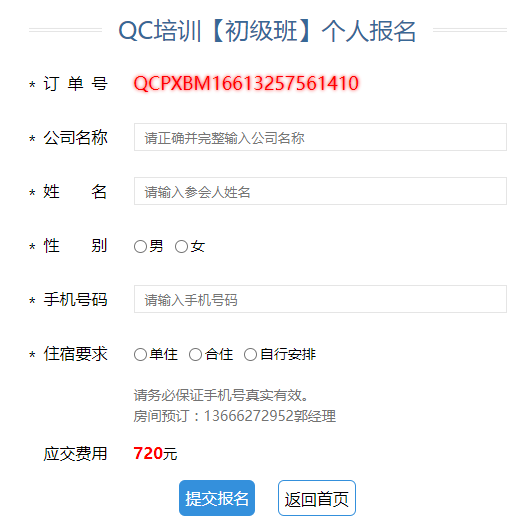 QC培训【初级班】个人报名
* 订 单 号 QCPXBM16613257561410
* 公司名称 请正确并完整输入公司名称
* 姓 名 请输入参会人姓名
* 性 别 男 女
* 手机号码 请输入手机号码
* 住宿要求 单住 合住 自行安排
请务必保证手机号真实有效。
房间预订：13666272952郭经理
应交费用 720元
提交报名 返回首页